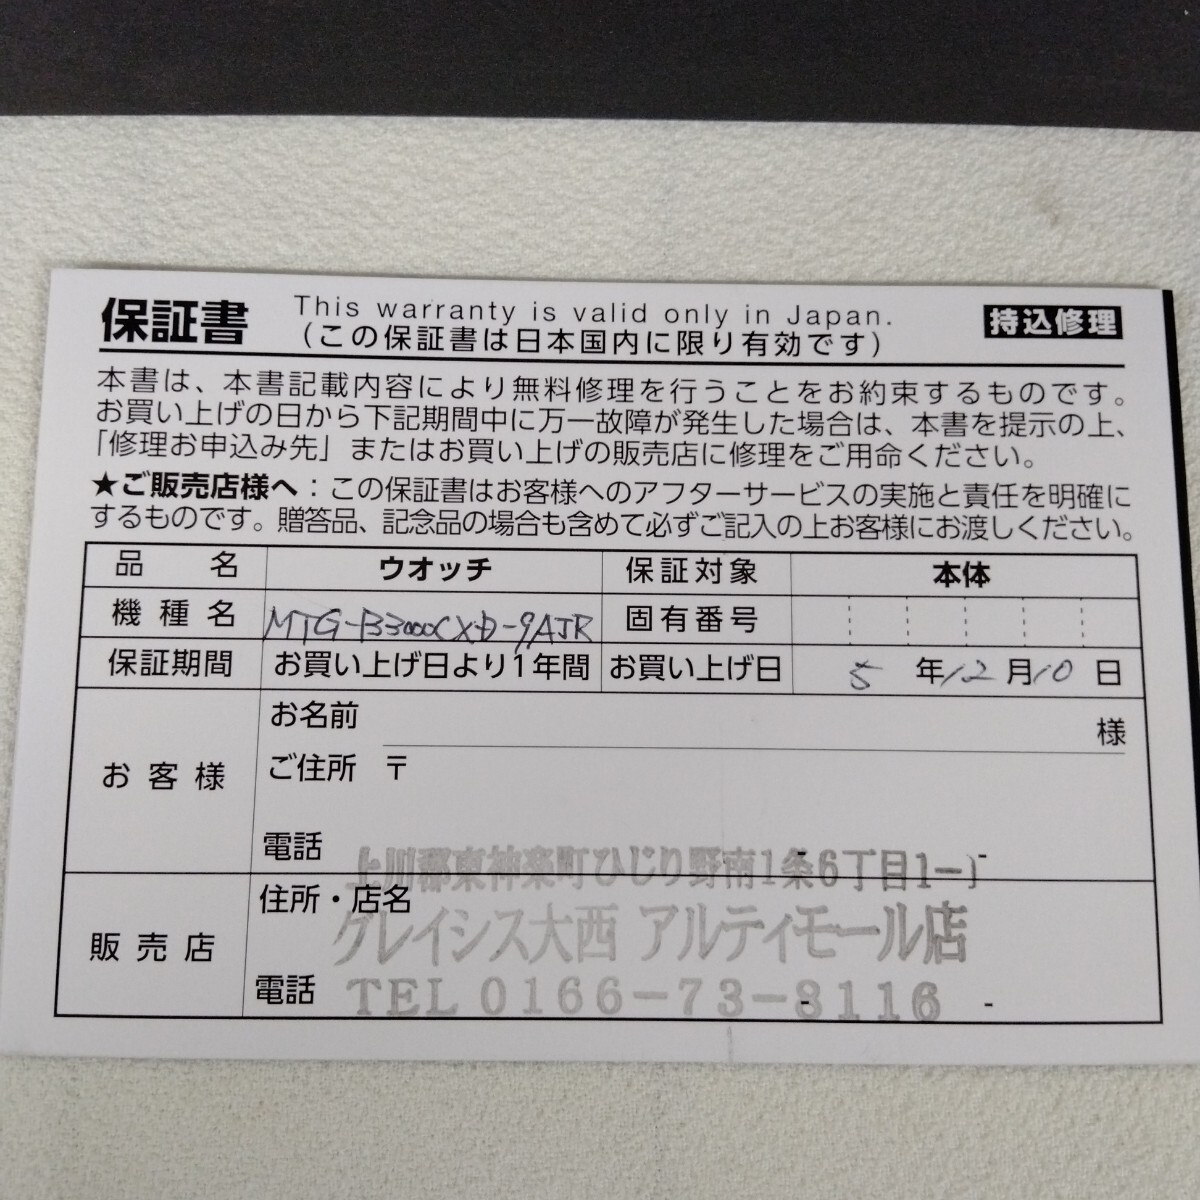 保証書 This warranty is valid only in Japan.
(この保証書は日本国内に限り有効です)
持込修理
本書は、本書記載内容により無料修理を行うことをお約束するものです。
お買い上げの日から下記期間中に万一故障が発生した場合は、本書を提示の上、
「修理お申込み先」またはお買い上げの販売店に修理をご用命ください。
★ご販売店様へ：この保証書はお客様へのアフターサービスの実施と責任を明確に
するものです。贈答品、記念品の場合も含めて必ずご記入の上お客様にお渡しください。
品名 ウオッチ 保証対象 本体
機種名 MTG-B3000CXD-9AJR 固有番号
保証期間 お買い上げ日より1年間 お買い上げ日 5年12月10日
お客様
お名前 様
ご住所 〒
電話 - -
上川郡東神楽町ひじり野南1条6丁目1-1
販売店
住所・店名
グレイシス大西 アルティモール店
電話 - -
TEL 0166-73-8116